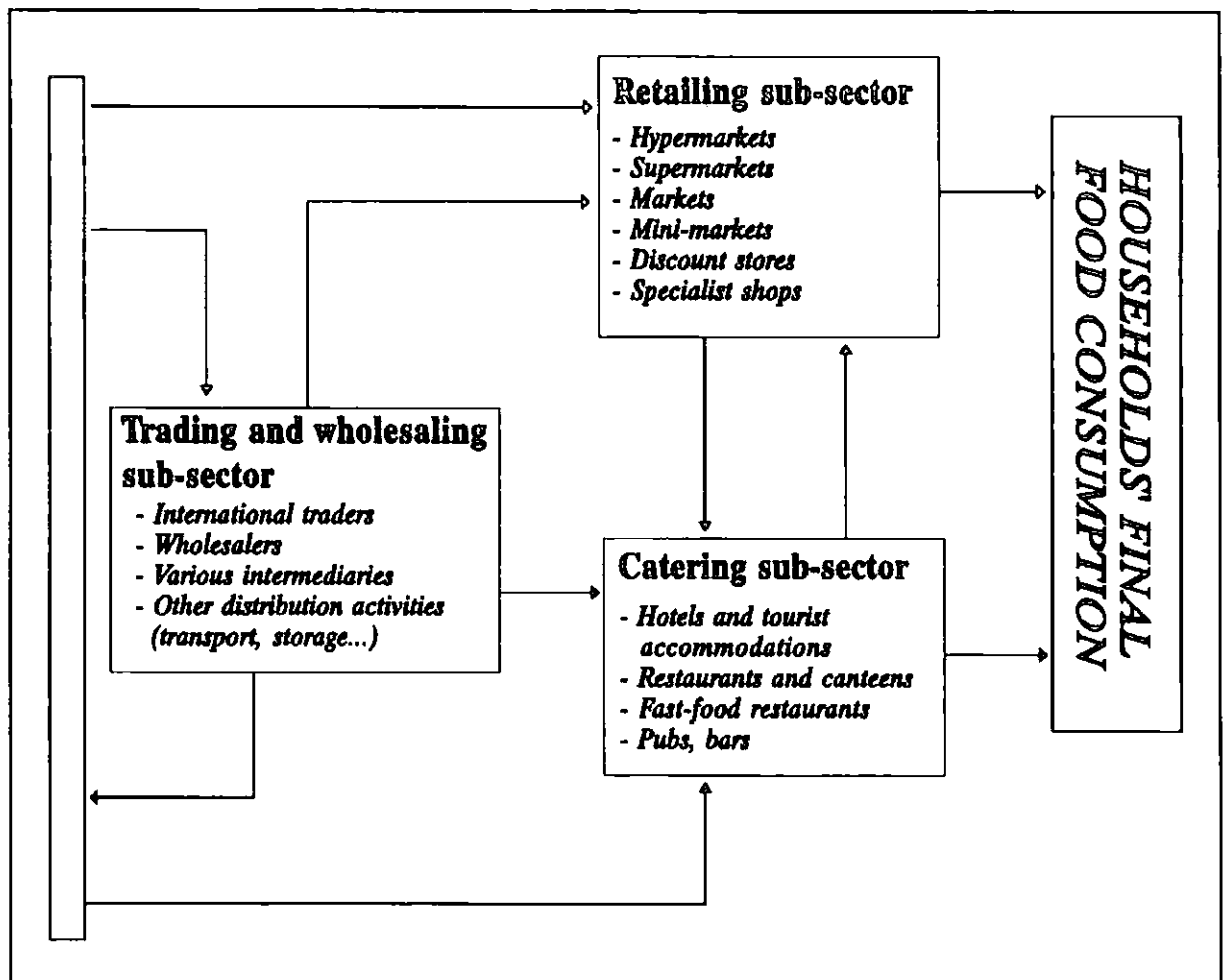 Retailing sub-sector
- Hypermarkets
- Supermarkets
- Markets
- Mini-markets
- Discount stores
- Specialist shops
Trading and wholesaling
sub-sector
- International traders
- Wholesalers
- Various intermediaries
- Other distribution activities
(transport, storage...)
Catering sub-sector
- Hotels and tourist
accommodations
- Restaurants and canteens
- Fast-food restaurants
- Pubs, bars
HOUSEHOLDS' FINAL
FOOD CONSUMPTION